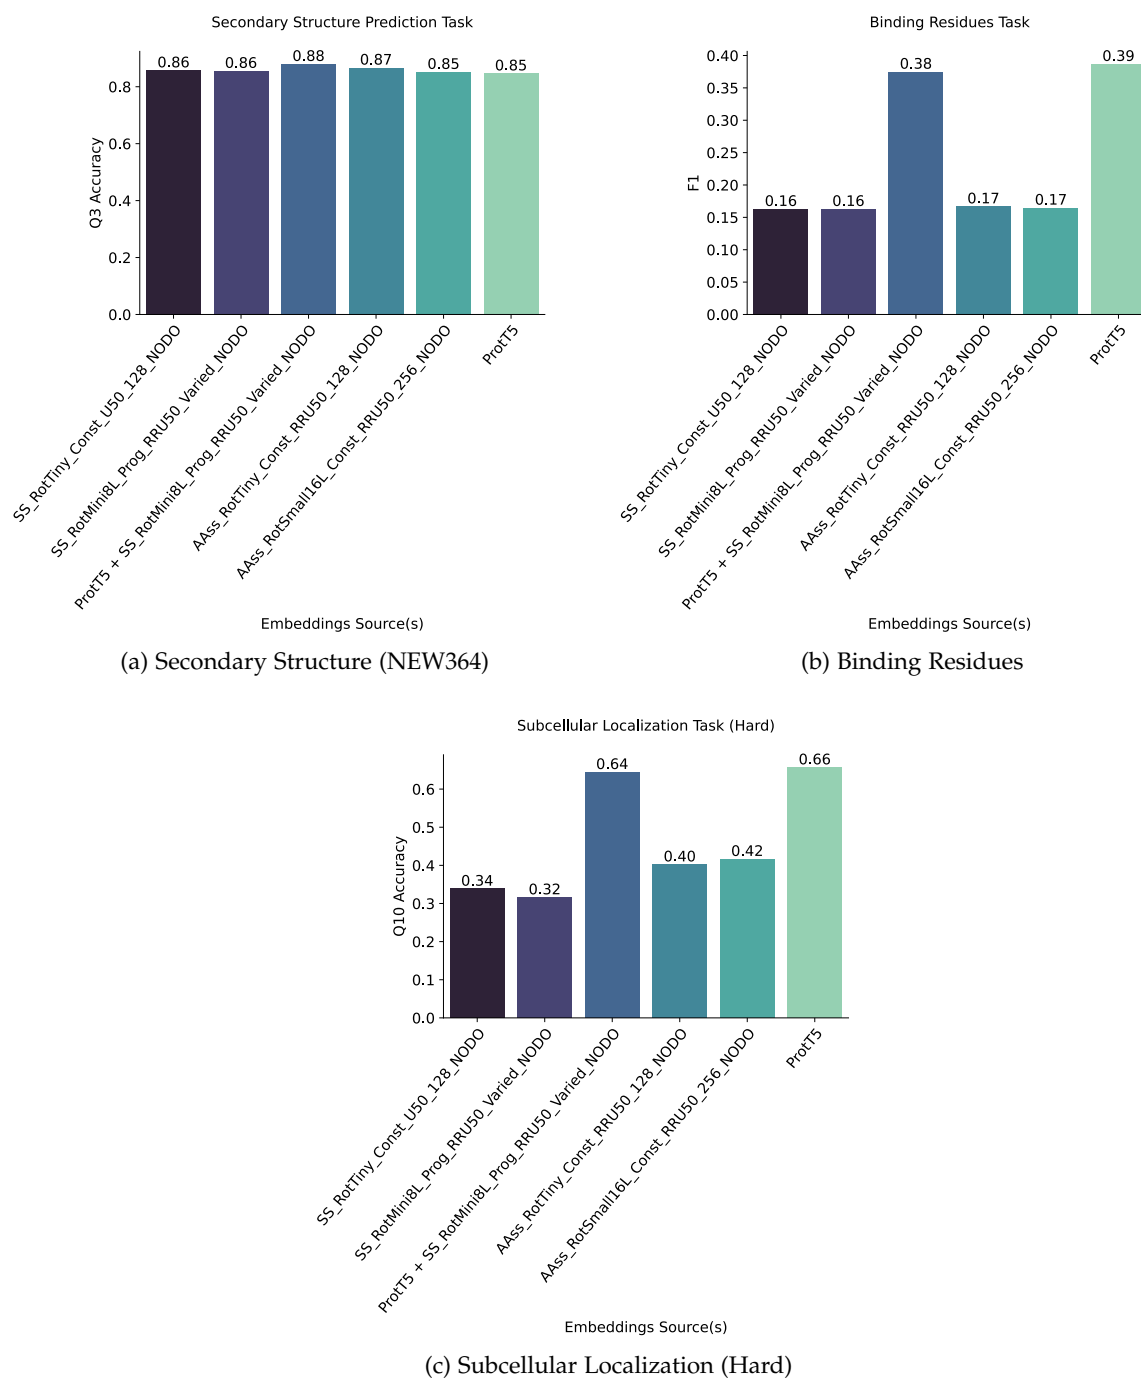 Secondary Structure Prediction Task
0.86
0.86
0.88
0.87
0.85
0.85
0.8
0.6
0.4
0.2
0.0
Q3 Accuracy
SS_RotTiny_Const_U50_128_NODO
SS_RotMini8L_Prog_RRU50_Varied_NODO
ProtT5 + SS_RotMini8L_Prog_RRU50_Varied_NODO
AAss_RotTiny_Const_RRU50_128_NODO
AAss_RotSmall16L_Const_RRU50_256_NODO
ProtT5
Embeddings Source(s)
(a) Secondary Structure (NEW364)
Binding Residues Task
0.16
0.16
0.38
0.17
0.17
0.39
0.40
0.35
0.30
0.25
0.20
0.15
0.10
0.05
0.00
F1
SS_RotTiny_Const_U50_128_NODO
SS_RotMini8L_Prog_RRU50_Varied_NODO
ProtT5 + SS_RotMini8L_Prog_RRU50_Varied_NODO
AAss_RotTiny_Const_RRU50_128_NODO
AAss_RotSmall16L_Const_RRU50_256_NODO
ProtT5
Embeddings Source(s)
(b) Binding Residues
Subcellular Localization Task (Hard)
0.34
0.32
0.64
0.40
0.42
0.66
0.6
0.5
0.4
0.3
0.2
0.1
0.0
Q10 Accuracy
SS_RotTiny_Const_U50_128_NODO
SS_RotMini8L_Prog_RRU50_Varied_NODO
ProtT5 + SS_RotMini8L_Prog_RRU50_Varied_NODO
AAss_RotTiny_Const_RRU50_128_NODO
AAss_RotSmall16L_Const_RRU50_256_NODO
ProtT5
Embeddings Source(s)
(c) Subcellular Localization (Hard)